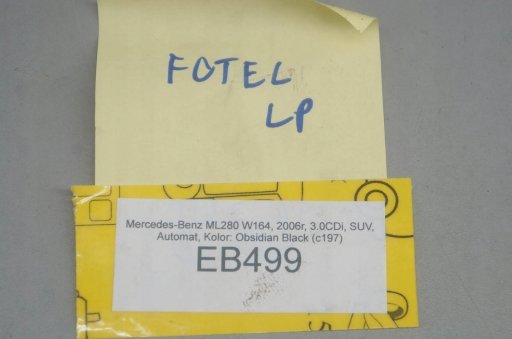 FOTEL
LP
Mercedes-Benz ML280 W164, 2006r, 3.0CDi, SUV,
Automat, Kolor: Obsidian Black (c197)
EB499